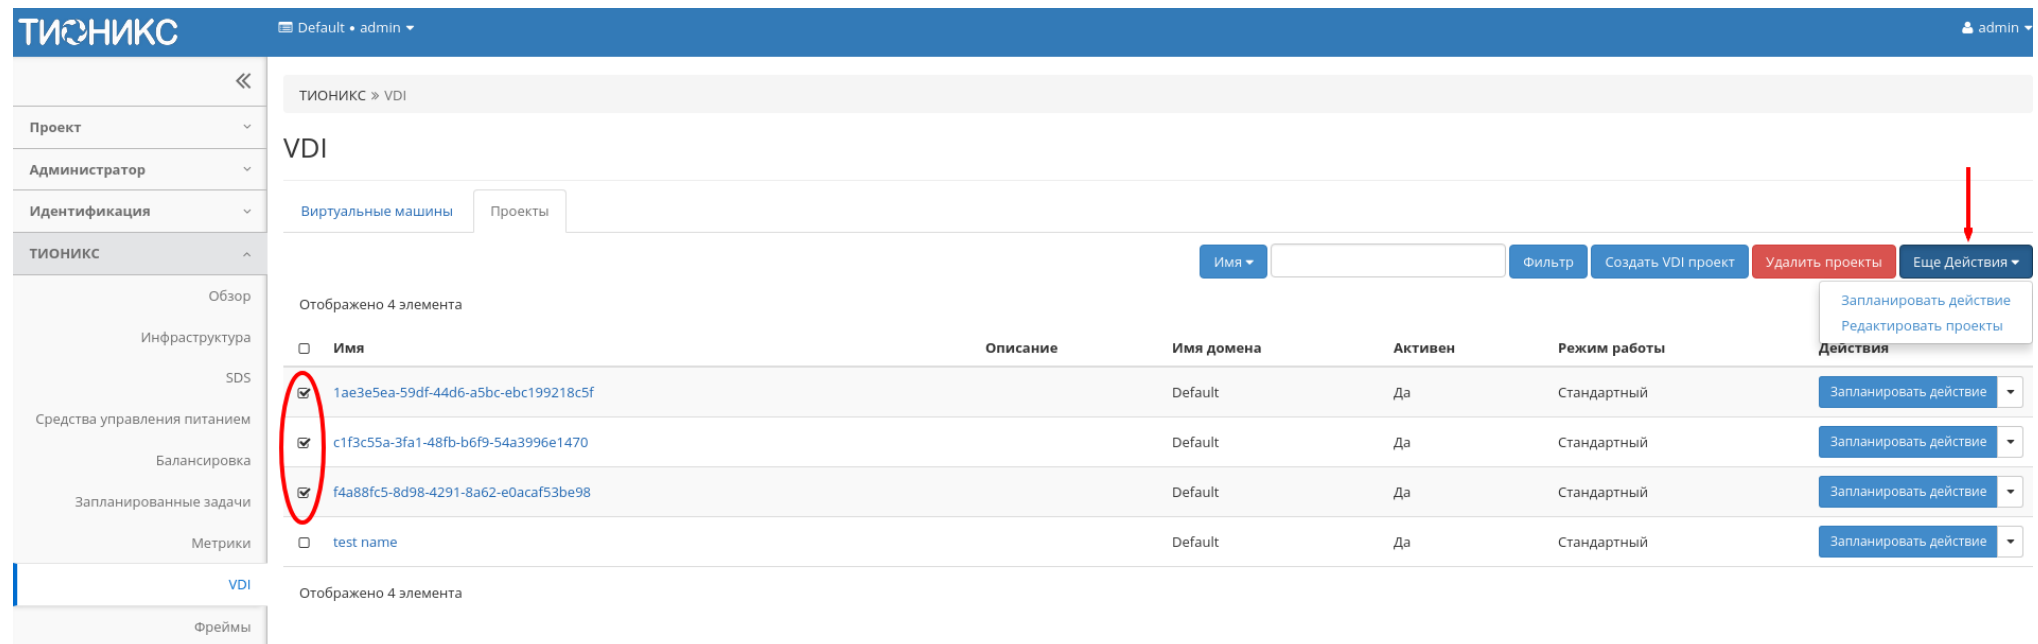 ТИОНИКС
Default • admin
admin
ТИОНИКС » VDI
Проект
Администратор
Идентификация
ТИОНИКС
Обзор
Инфраструктура
SDS
Средства управления питанием
Балансировка
Запланированные задачи
Метрики
VDI
Фреймы
VDI
Виртуальные машины Проекты
Имя Фильтр Создать VDI проект Удалить проекты Еще Действия
Запланировать действие
Редактировать проекты
Отображено 4 элемента
Имя Описание Имя домена Активен Режим работы Действия
1ae3e5ea-59df-44d6-a5bc-ebc199218c5f Default Да Стандартный Запланировать действие
c1f3c55a-3fa1-48fb-b6f9-54a3996e1470 Default Да Стандартный Запланировать действие
f4a88fc5-8d98-4291-8a62-e0acaf53be98 Default Да Стандартный Запланировать действие
test name Default Да Стандартный Запланировать действие
Отображено 4 элемента